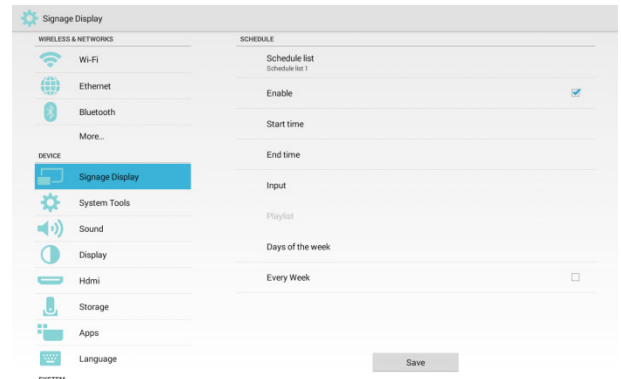 Signage Display
WIRELESS & NETWORKS
Wi-Fi
Ethernet
Bluetooth
More...
DEVICE
Signage Display
System Tools
Sound
Display
Hdmi
Storage
Apps
Language
SYSTEM
SCHEDULE
Schedule list
Schedule list 1
Enable
Start time
End time
Input
Playlist
Days of the week
Every Week
Save